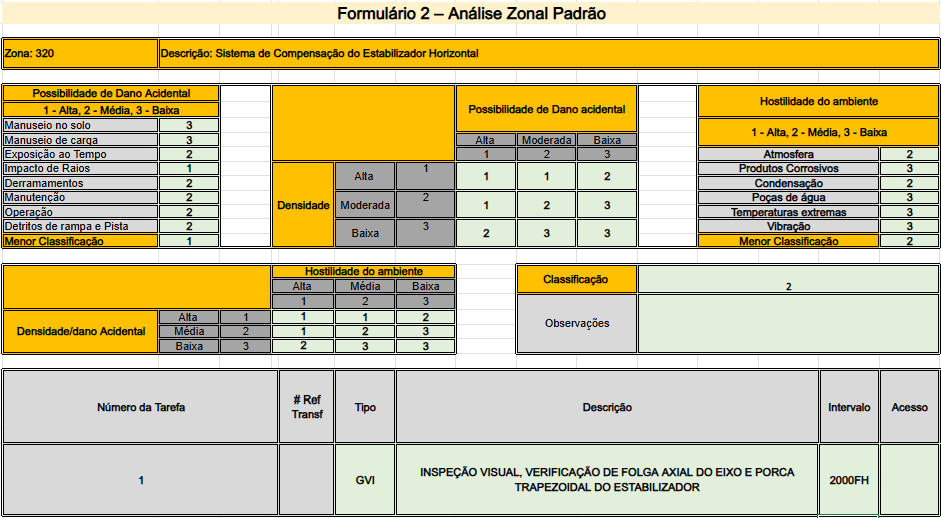 Formulário 2 – Análise Zonal Padrão
Zona: 320
Descrição: Sistema de Compensação do Estabilizador Horizontal
Possibilidade de Dano Acidental
1 - Alta, 2 - Média, 3 - Baixa
Manuseio no solo 3
Manuseio de carga 3
Exposição ao Tempo 2
Impacto de Raios 1
Derramamentos 2
Manutenção 2
Operação 2
Detritos de rampa e Pista 2
Menor Classificação 1
Possibilidade de Dano acidental
Alta Moderada Baixa
1 2 3
Densidade
Alta 1 1 1 2
Moderada 2 1 2 3
Baixa 3 2 3 3
Hostilidade do ambiente
1 - Alta, 2 - Média, 3 - Baixa
Atmosfera 2
Produtos Corrosivos 3
Condensação 2
Poças de água 3
Temperaturas extremas 3
Vibração 3
Menor Classificação 2
Hostilidade do ambiente
Alta Média Baixa
1 2 3
Densidade/dano Acidental
Alta 1 1 1 2
Média 2 1 2 3
Baixa 3 2 3 3
Classificação 2
Observações
Número da Tarefa
# Ref
Transf
Tipo
Descrição
Intervalo
Acesso
1
GVI
INSPEÇÃO VISUAL, VERIFICAÇÃO DE FOLGA AXIAL DO EIXO E PORCA
TRAPEZOIDAL DO ESTABILIZADOR
2000FH